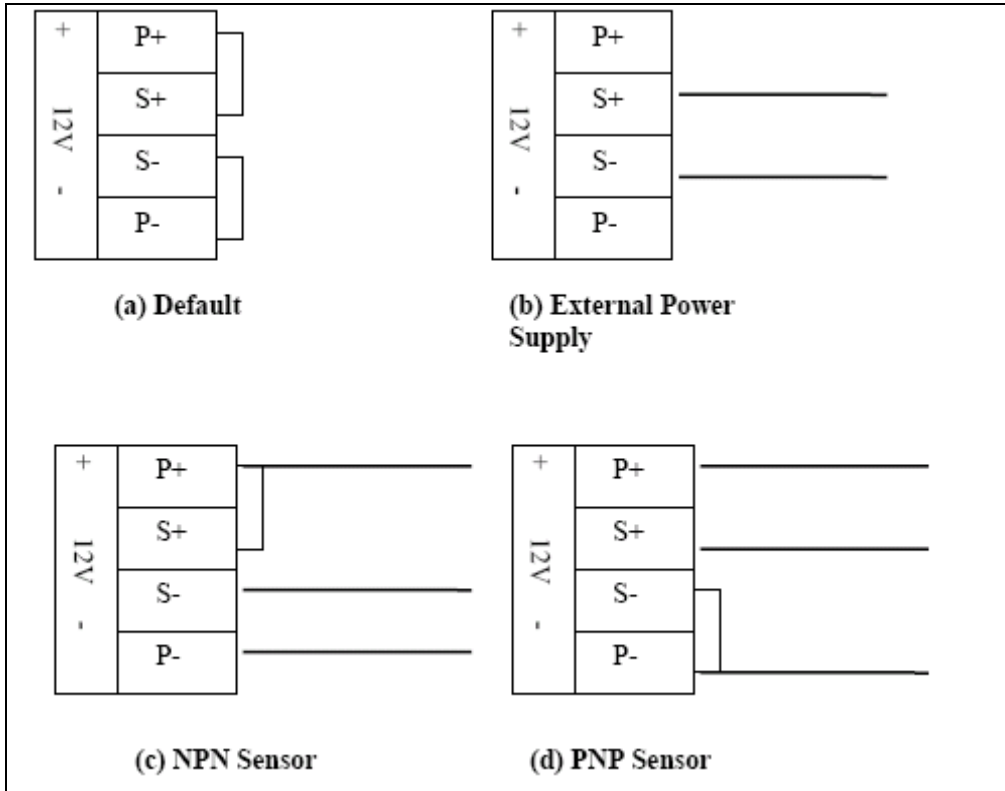 + 12V -
P+
S+
S-
P-
(a) Default
+ 12V -
P+
S+
S-
P-
(b) External Power
Supply
+ 12V -
P+
S+
S-
P-
(c) NPN Sensor
+ 12V -
P+
S+
S-
P-
(d) PNP Sensor